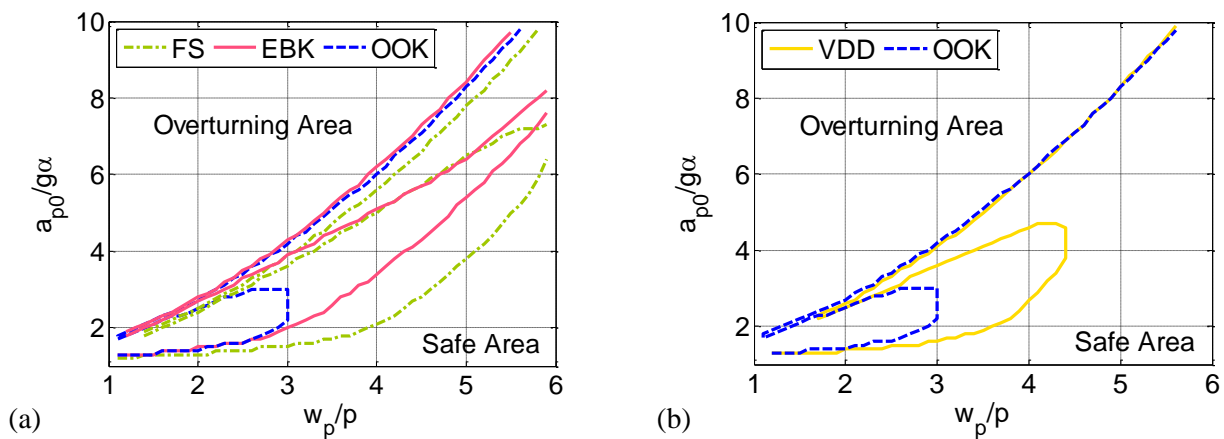 10
8
6
4
2
a_p0/gα
FS EBK OOK
Overturning Area
Safe Area
1 2 3 4 5 6
w_p/p
(a)
10
8
6
4
2
a_p0/gα
VDD OOK
Overturning Area
Safe Area
1 2 3 4 5 6
w_p/p
(b)